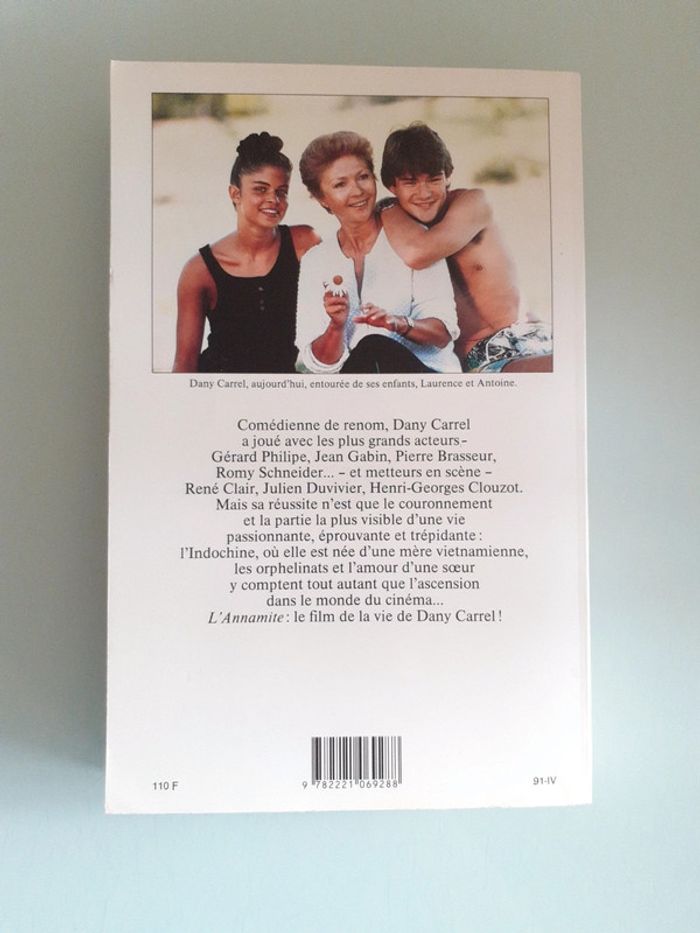 Dany Carrel, aujourd'hui, entourée de ses enfants, Laurence et Antoine.
Comédienne de renom, Dany Carrel
a joué avec les plus grands acteurs –
Gérard Philipe, Jean Gabin, Pierre Brasseur,
Romy Schneider... – et metteurs en scène –
René Clair, Julien Duvivier, Henri-Georges Clouzot.
Mais sa réussite n'est que le couronnement
et la partie la plus visible d'une vie
passionnante, éprouvante et trépidante :
l'Indochine, où elle est née d'une mère vietnamienne,
les orphelinats et l'amour d'une sœur
y comptent tout autant que l'ascension
dans le monde du cinéma...
L'Annamite : le film de la vie de Dany Carrel !
110 F
9 782221 069288
91-IV